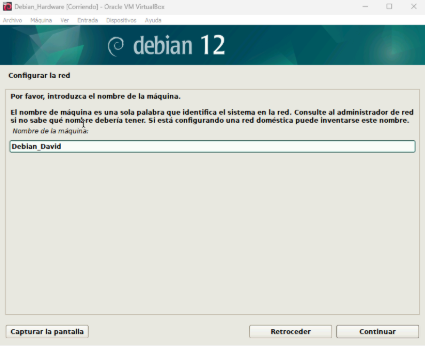 Debian_Hardware [Corriendo] - Oracle VM VirtualBox
Archivo Máquina Ver Entrada Dispositivos Ayuda
debian 12
Configurar la red
Por favor, introduzca el nombre de la máquina.
El nombre de máquina es una sola palabra que identifica el sistema en la red. Consulte al administrador de red
si no sabe qué nombre debería tener. Si está configurando una red doméstica puede inventarse este nombre.
Nombre de la máquina:
Debian_David
Capturar la pantalla Retroceder Continuar